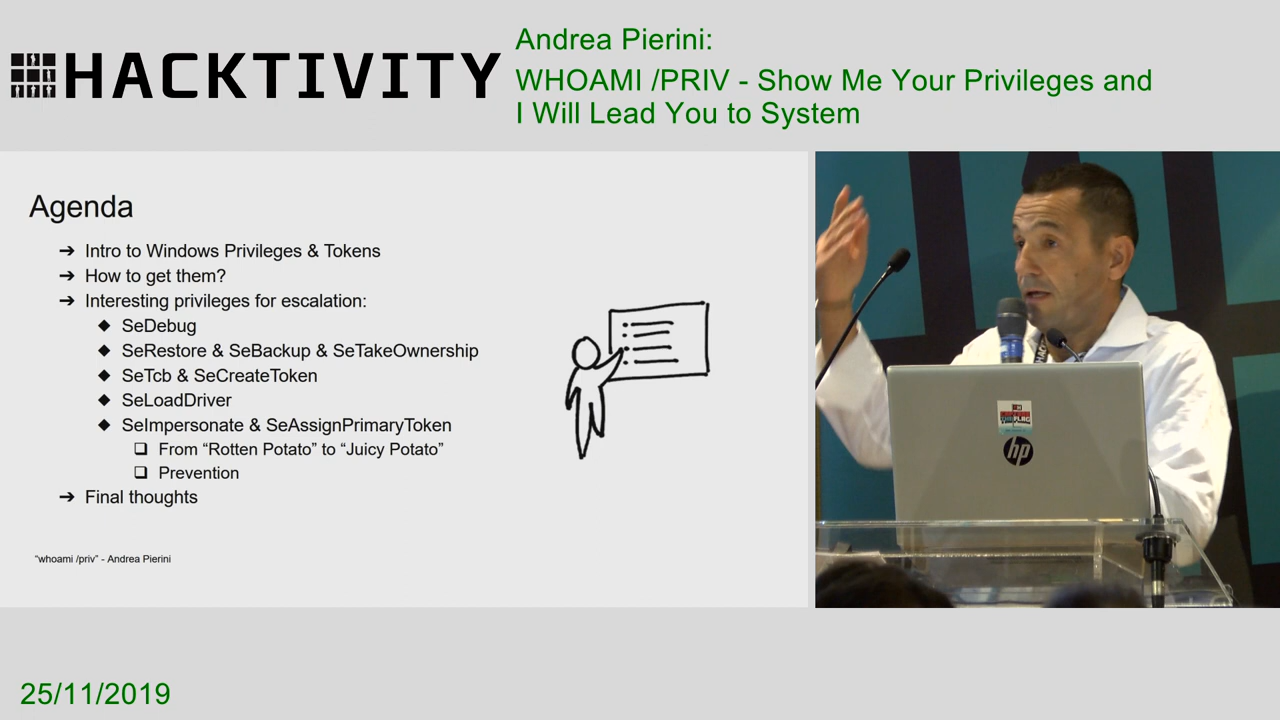 HACKTIVITY
Andrea Pierini:
WHOAMI /PRIV - Show Me Your Privileges and
I Will Lead You to System
Agenda
➔ Intro to Windows Privileges & Tokens
➔ How to get them?
➔ Interesting privileges for escalation:
◆ SeDebug
◆ SeRestore & SeBackup & SeTakeOwnership
◆ SeTcb & SeCreateToken
◆ SeLoadDriver
◆ SeImpersonate & SeAssignPrimaryToken
❏ From “Rotten Potato” to “Juicy Potato”
❏ Prevention
➔ Final thoughts
“whoami /priv” - Andrea Pierini
hp
25/11/2019